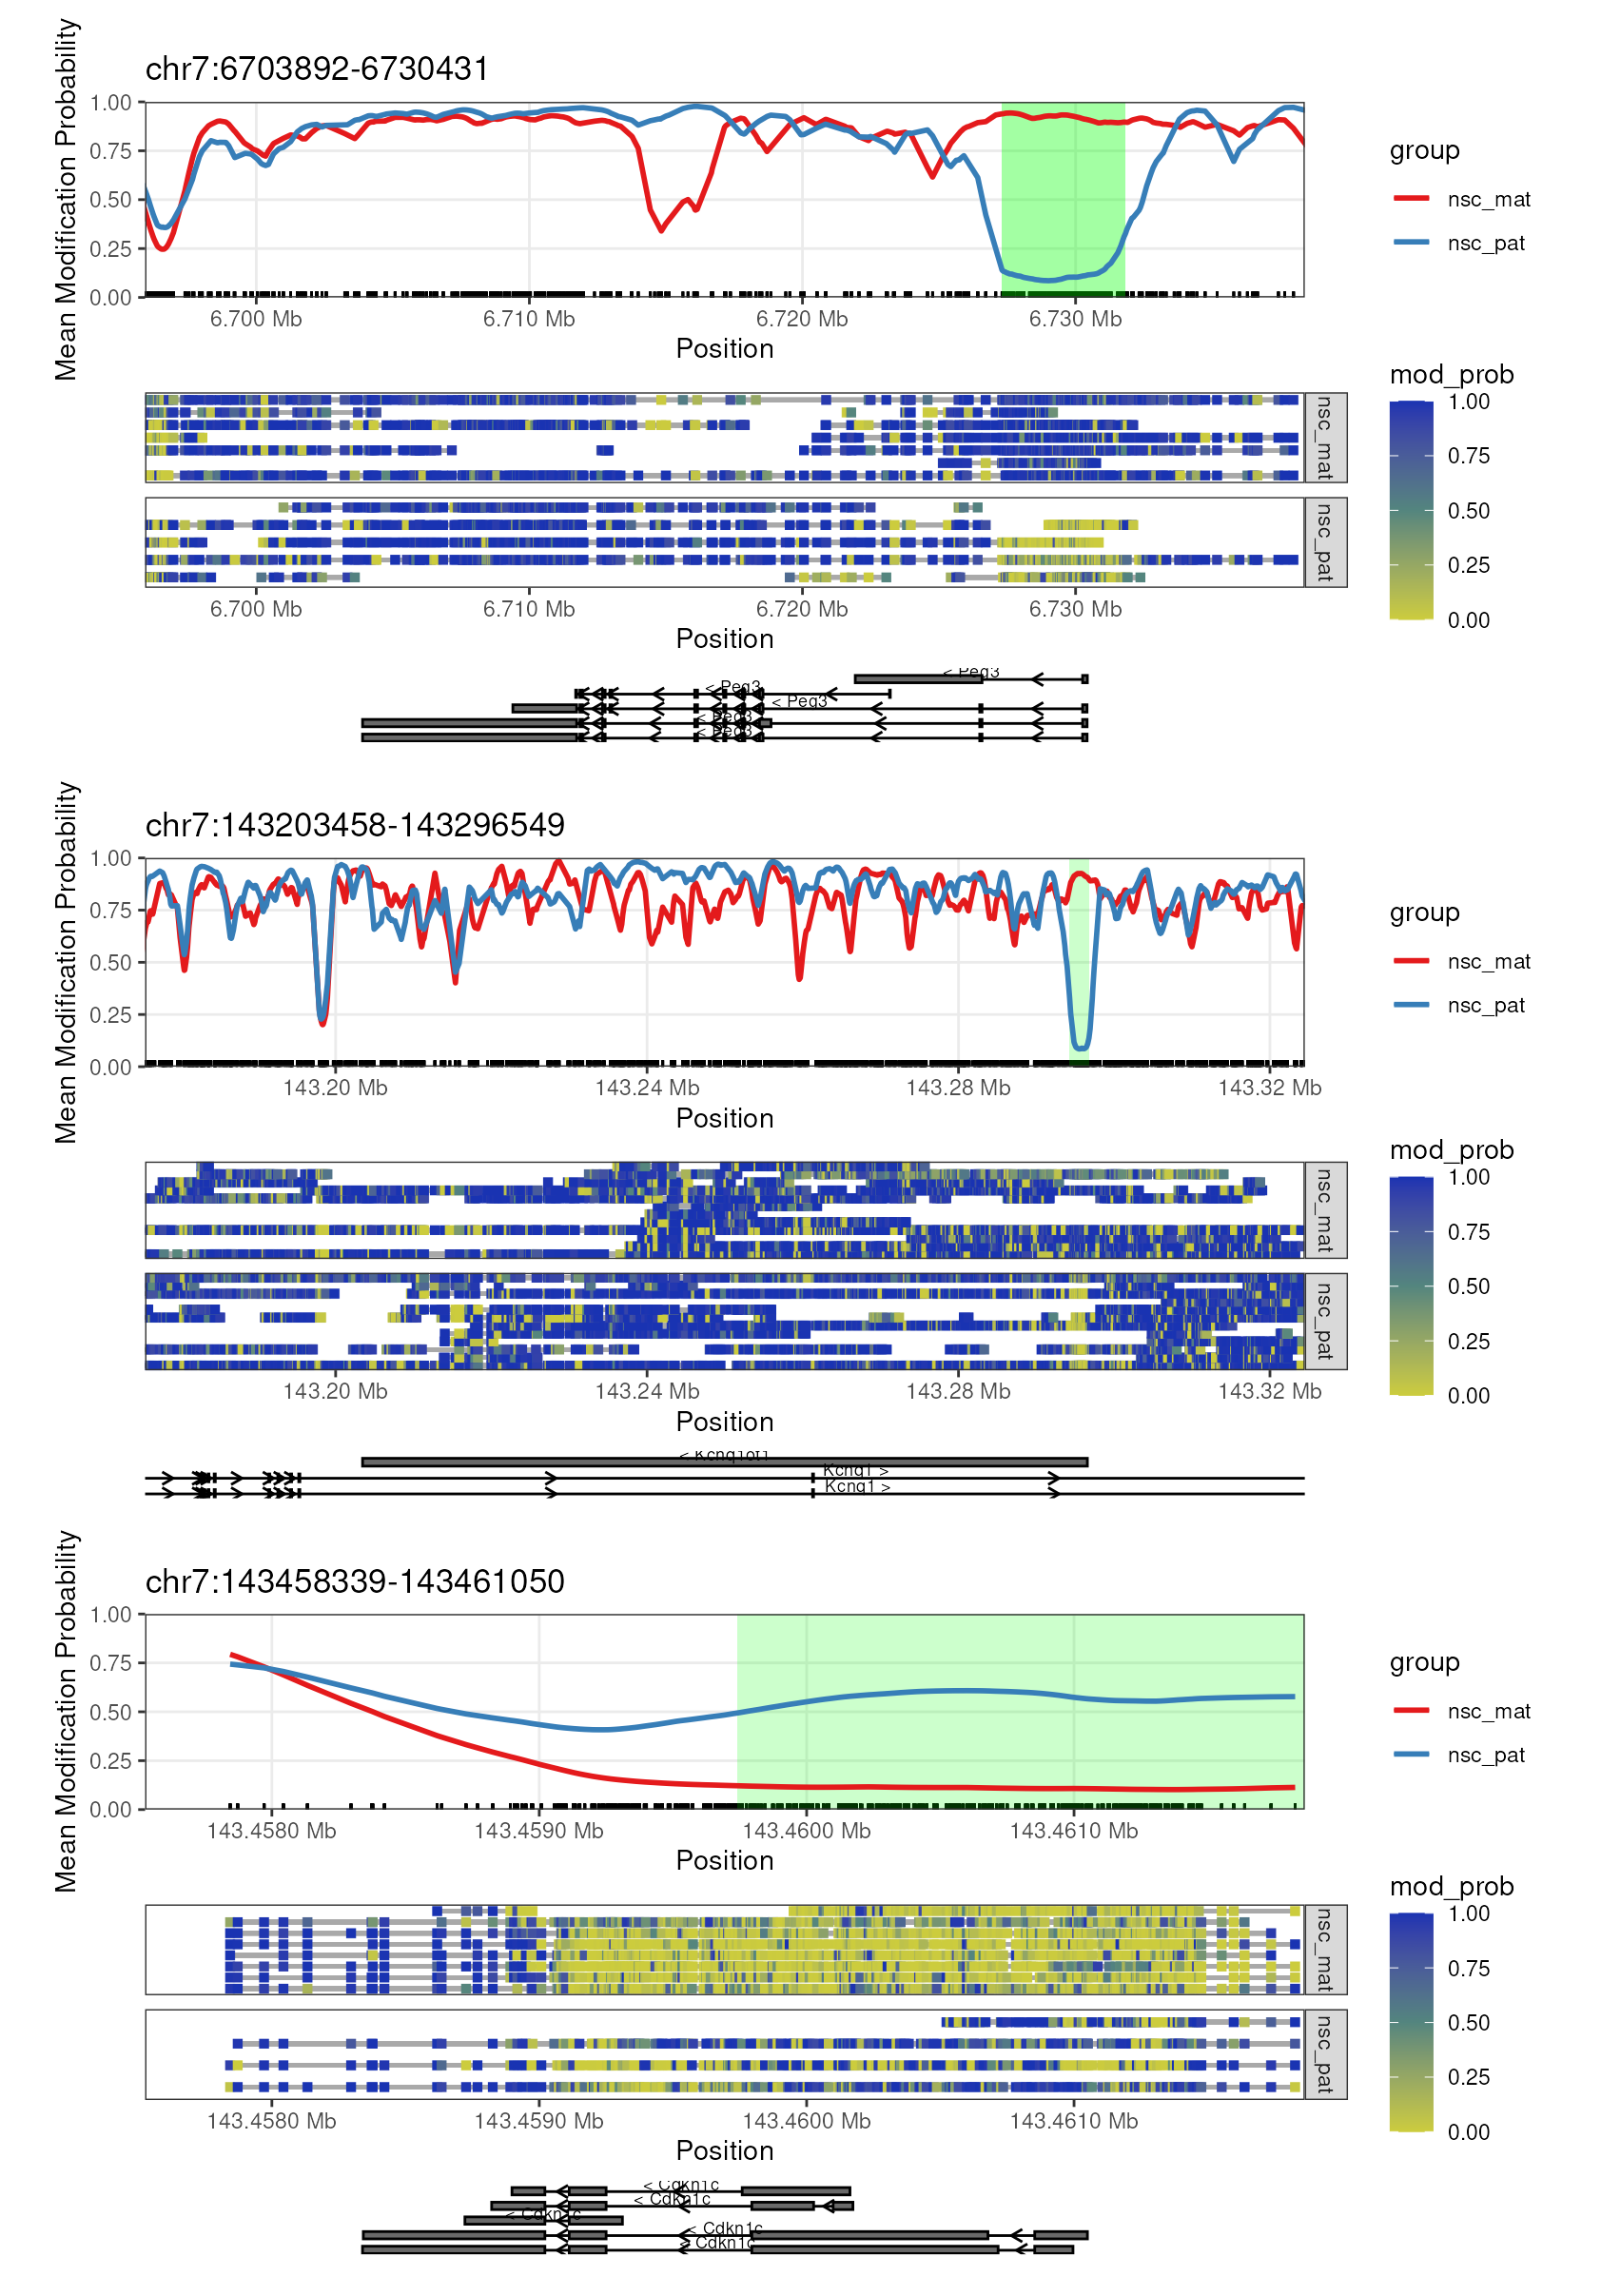 chr7:6703892-6730431
Mean Modification Probability
1.00
0.75
0.50
0.25
0.00
6.700 Mb 6.710 Mb 6.720 Mb 6.730 Mb
Position
group
nsc_mat
nsc_pat
nsc_mat
nsc_pat
6.700 Mb 6.710 Mb 6.720 Mb 6.730 Mb
Position
mod_prob
1.00
0.75
0.50
0.25
0.00
< Peg3
< Peg3
< Peg3
< Peg3
< Peg3
chr7:143203458-143296549
Mean Modification Probability
1.00
0.75
0.50
0.25
0.00
143.20 Mb 143.24 Mb 143.28 Mb 143.32 Mb
Position
group
nsc_mat
nsc_pat
nsc_mat
nsc_pat
143.20 Mb 143.24 Mb 143.28 Mb 143.32 Mb
Position
mod_prob
1.00
0.75
0.50
0.25
0.00
< Kcnq1ot1
Kcnq1 >
Kcnq1 >
chr7:143458339-143461050
Mean Modification Probability
1.00
0.75
0.50
0.25
0.00
143.4580 Mb 143.4590 Mb 143.4600 Mb 143.4610 Mb
Position
group
nsc_mat
nsc_pat
nsc_mat
nsc_pat
143.4580 Mb 143.4590 Mb 143.4600 Mb 143.4610 Mb
Position
mod_prob
1.00
0.75
0.50
0.25
0.00
< Cdkn1c
< Cdkn1c
< Cdkn1c
< Cdkn1c
< Cdkn1c